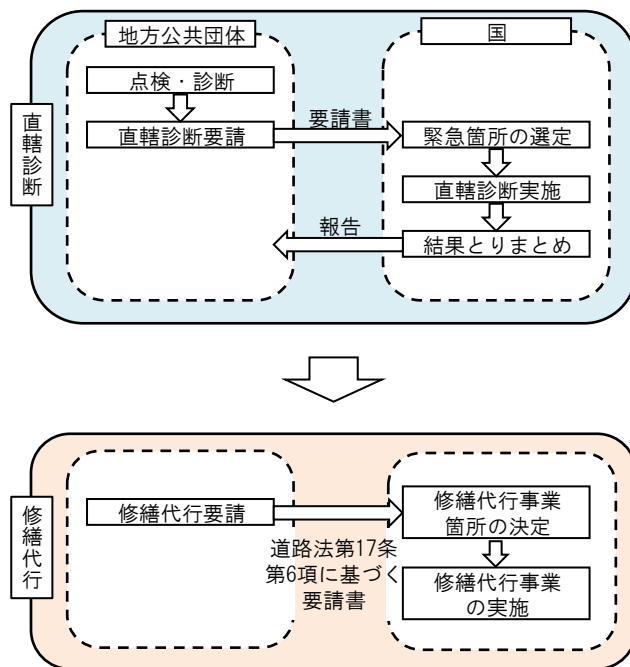 地方公共団体
国
直轄診断
点検・診断
直轄診断要請
要請書
緊急箇所の選定
直轄診断実施
報告
結果とりまとめ
修繕代行
修繕代行要請
道路法第17条
第6項に基づく
要請書
修繕代行事業
箇所の決定
修繕代行事業
の実施